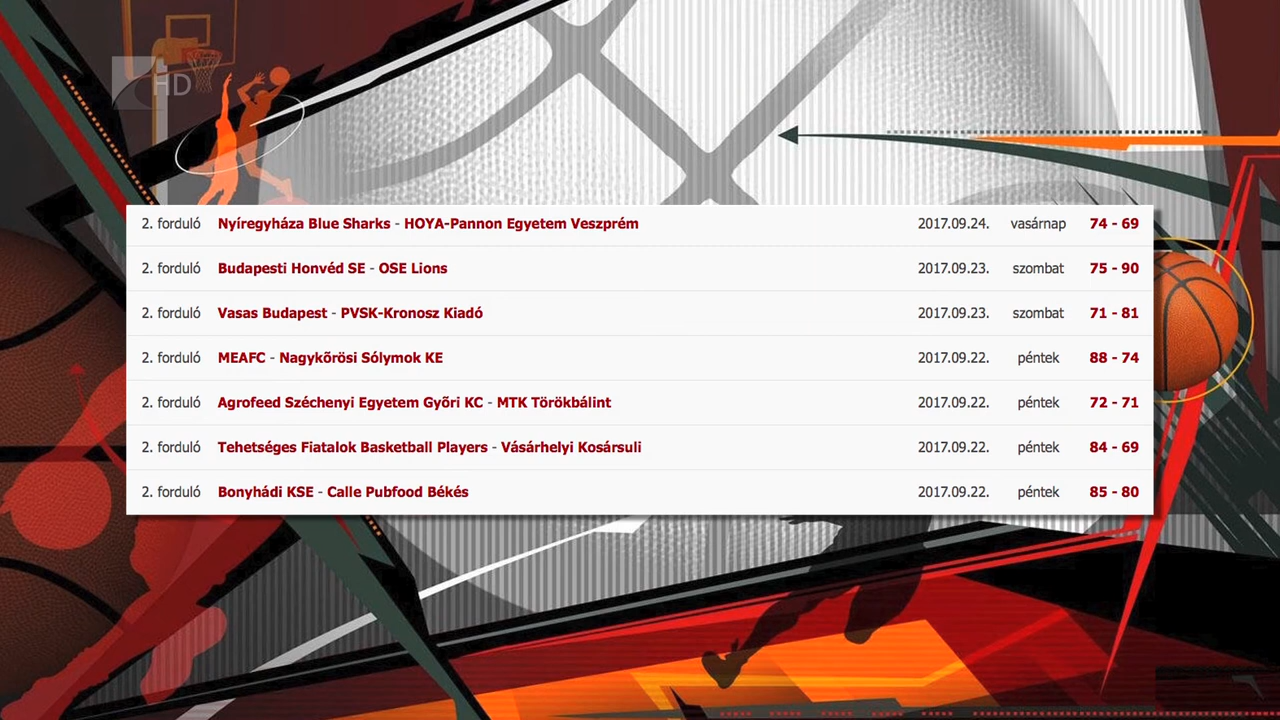 HD
2. forduló Nyíregyháza Blue Sharks - HOYA-Pannon Egyetem Veszprém 2017.09.24. vasárnap 74 - 69
2. forduló Budapesti Honvéd SE - OSE Lions 2017.09.23. szombat 75 - 90
2. forduló Vasas Budapest - PVSK-Kronosz Kiadó 2017.09.23. szombat 71 - 81
2. forduló MEAFC - Nagykőrösi Sólymok KE 2017.09.22. péntek 88 - 74
2. forduló Agrofeed Széchenyi Egyetem Győri KC - MTK Törökbálint 2017.09.22. péntek 72 - 71
2. forduló Tehetséges Fiatalok Basketball Players - Vásárhelyi Kosársuli 2017.09.22. péntek 84 - 69
2. forduló Bonyhádi KSE - Calle Pubfood Békés 2017.09.22. péntek 85 - 80